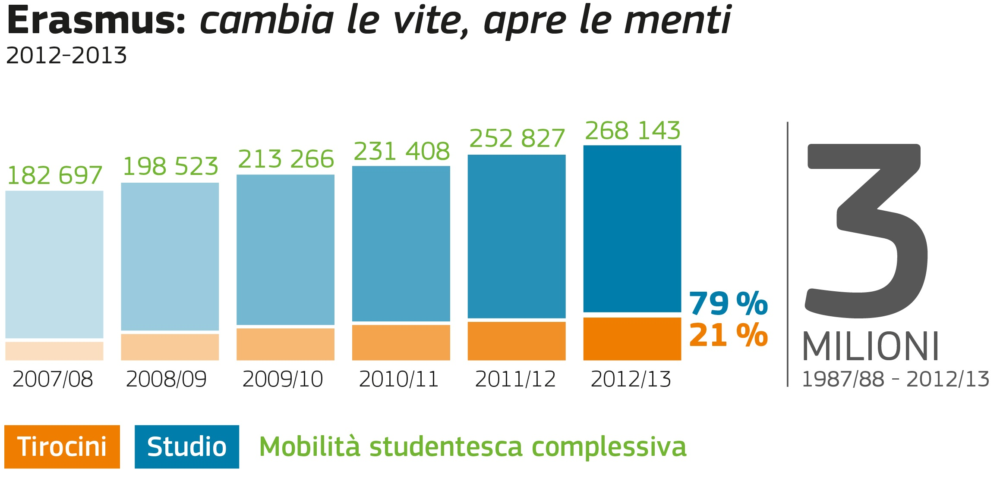 Erasmus: cambia le vite, apre le menti
2012-2013
182 697
198 523
213 266
231 408
252 827
268 143
79 %
21 %
2007/08
2008/09
2009/10
2010/11
2011/12
2012/13
3
MILIONI
1987/88 - 2012/13
Tirocini
Studio
Mobilità studentesca complessiva